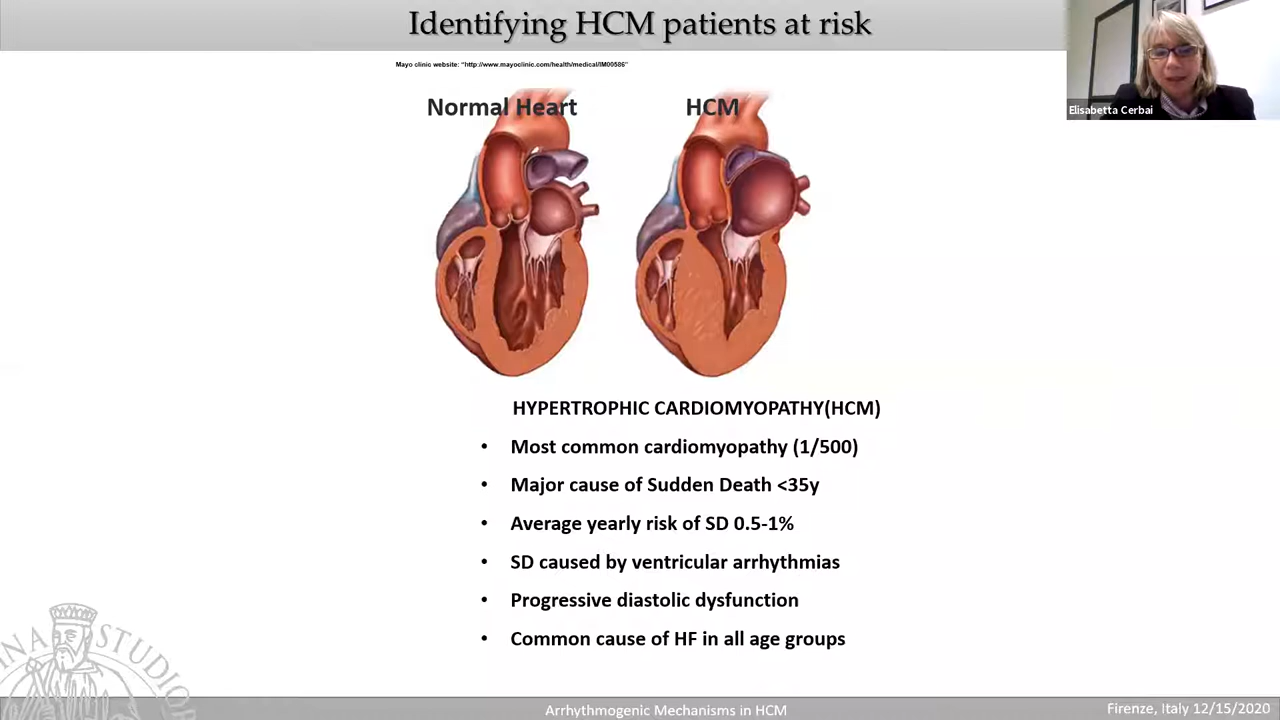 Identifying HCM patients at risk
Mayo clinic website: "http://www.mayoclinic.com/health/medical/IM00586"
Elisabetta Cerbai
Normal Heart
HCM
HYPERTROPHIC CARDIOMYOPATHY(HCM)
• Most common cardiomyopathy (1/500)
• Major cause of Sudden Death <35y
• Average yearly risk of SD 0.5-1%
• SD caused by ventricular arrhythmias
• Progressive diastolic dysfunction
• Common cause of HF in all age groups
NA STUDIO
Arrhythmogenic Mechanisms in HCM
Firenze, Italy 12/15/2020